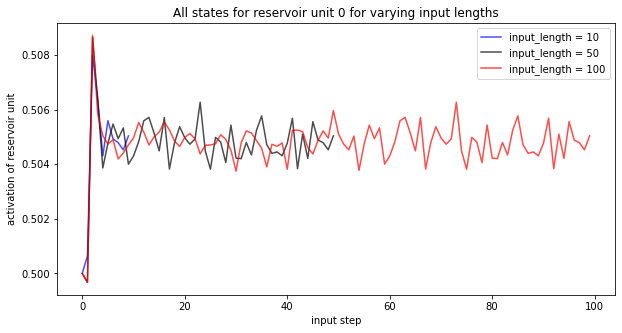 All states for reservoir unit 0 for varying input lengths
input_length = 10
input_length = 50
input_length = 100
activation of reservoir unit
0.508
0.506
0.504
0.502
0.500
0 20 40 60 80 100
input step